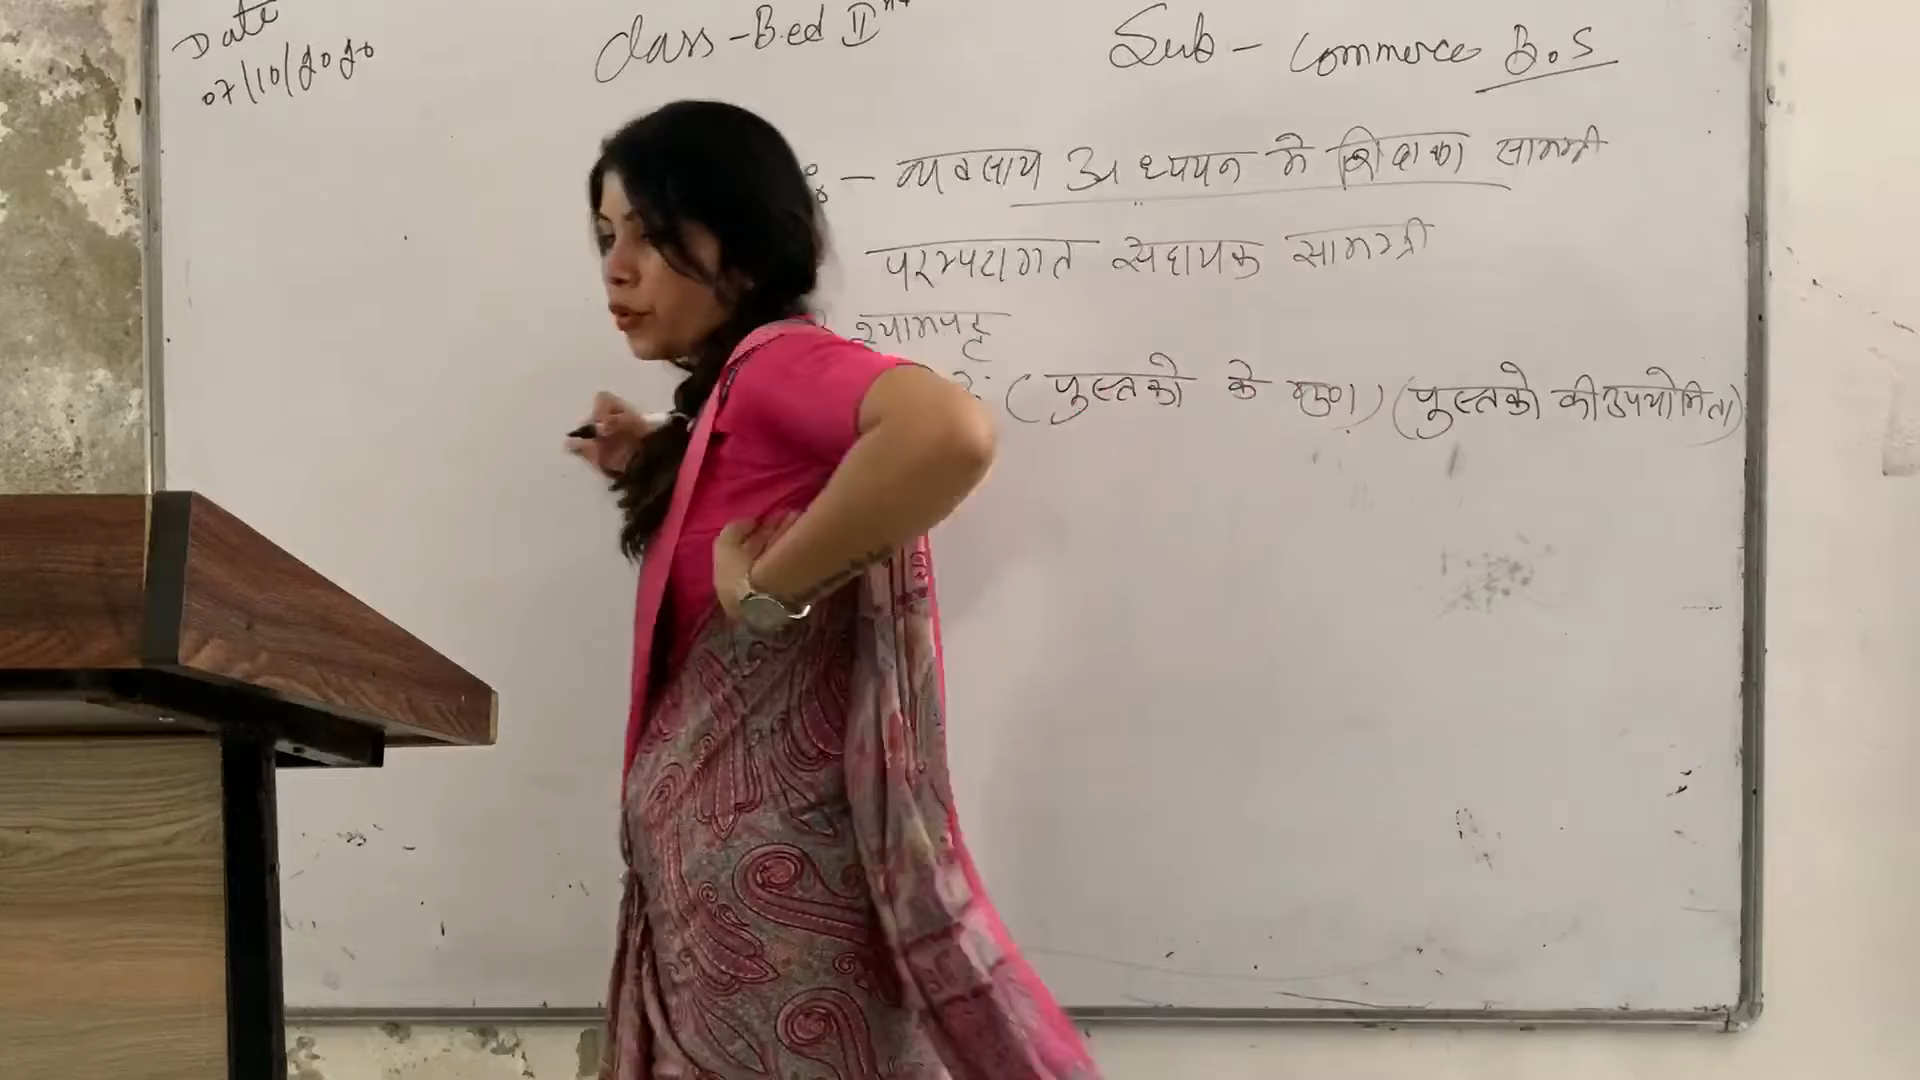 Date Class - B.ed IInd Sub - Commerce B.O.S
07/10/2020
— व्यवसाय अध्ययन मे शिक्षण सामग्री
परम्परागत सहायक सामग्री
श्यामपट्ट
(पुस्तको के गुण) (पुस्तको की उपयोगिता)